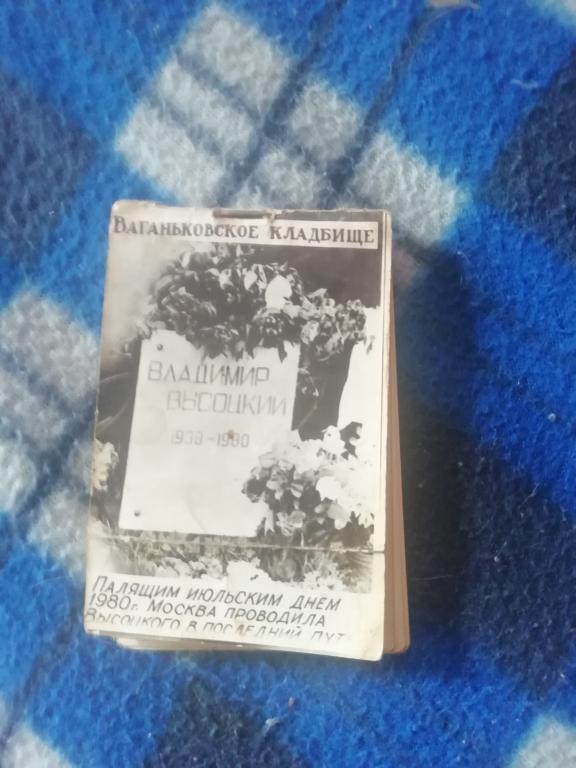 ВАГАНЬКОВСКОЕ КЛАДБИЩЕ
ВЛАДИМИР
ВЫСОЦКИЙ
1938-1980
ПАЛЯЩИМ ИЮЛЬСКИМ ДНЕМ
1980г. МОСКВА ПРОВОДИЛА
ВЫСОЦКОГО В ПОСЛЕДНИЙ ПУТЬ